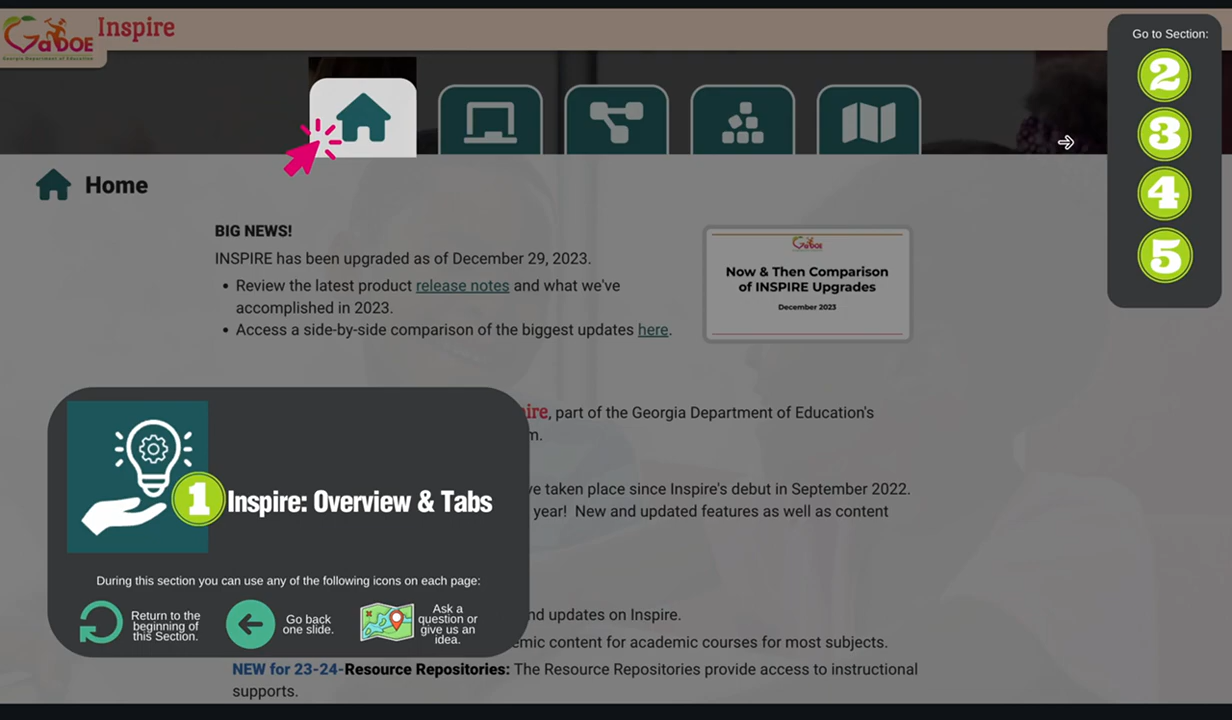 GaDOE
Georgia Department of Education
Inspire
Go to Section:
2
3
4
5
Home
BIG NEWS!
INSPIRE has been upgraded as of December 29, 2023.
• Review the latest product release notes and what we've
accomplished in 2023.
• Access a side-by-side comparison of the biggest updates here.
GaDOE
Now & Then Comparison
of INSPIRE Upgrades
December 2023
ire, part of the Georgia Department of Education's
m.
ve taken place since Inspire's debut in September 2022.
year! New and updated features as well as content
nd updates on Inspire.
emic content for academic courses for most subjects.
NEW for 23-24-Resource Repositories: The Resource Repositories provide access to instructional
supports.
1 Inspire: Overview & Tabs
During this section you can use any of the following icons on each page:
Return to the
beginning of
this Section.
Go back
one slide.
Ask a
question or
give us an
idea.